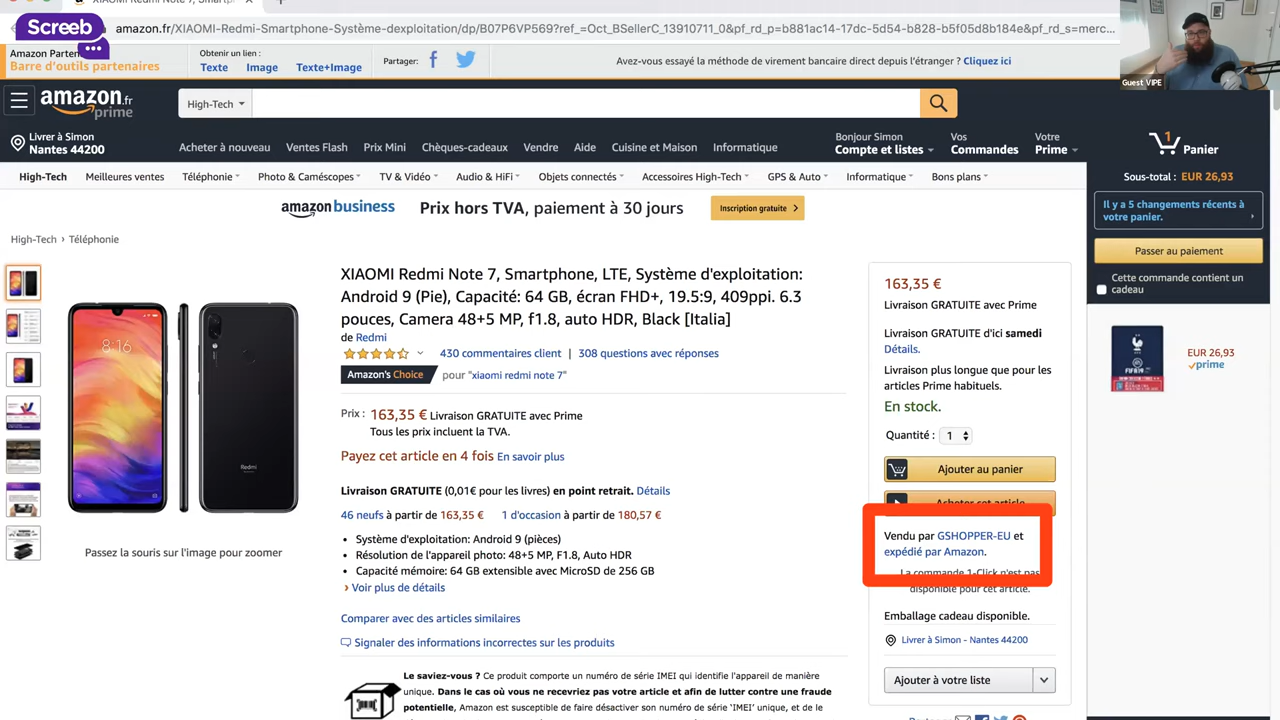 Screeb
amazon.fr/XIAOMI-Redmi-Smartphone-Système-dexploitation/dp/B07P6VP569?ref_=Oct_BSellerC_13910711_0&pf_rd_p=b881ac14-17dc-5d54-b828-b5f05d8b184e&pf_rd_s=merc...
Guest VIPE
Amazon Partenaires
Barre d'outils partenaires
Obtenir un lien :
Texte Image Texte+Image
Partager:
Avez-vous essayé la méthode de virement bancaire direct depuis l'étranger ? Cliquez ici
amazon.fr
prime
High-Tech
Livrer à Simon
Nantes 44200
Acheter à nouveau Ventes Flash Prix Mini Chèques-cadeaux Vendre Aide Cuisine et Maison Informatique
Bonjour Simon
Compte et listes
Vos
Commandes
Votre
Prime
1
Panier
High-Tech Meilleures ventes Téléphonie Photo & Caméscopes TV & Vidéo Audio & HiFi Objets connectés Accessoires High-Tech GPS & Auto Informatique Bons plans
Sous-total : EUR 26,93
Il y a 5 changements récents à
votre panier.
Passer au paiement
Cette commande contient un
cadeau
EUR 26,93
prime
amazon business Prix hors TVA, paiement à 30 jours Inscription gratuite
High-Tech › Téléphonie
8:16
Redmi
Passez la souris sur l'image pour zoomer
XIAOMI Redmi Note 7, Smartphone, LTE, Système d'exploitation:
Android 9 (Pie), Capacité: 64 GB, écran FHD+, 19.5:9, 409ppi. 6.3
pouces, Camera 48+5 MP, f1.8, auto HDR, Black [Italia]
de Redmi
430 commentaires client | 308 questions avec réponses
Amazon's Choice pour "xiaomi redmi note 7"
Prix : 163,35 € Livraison GRATUITE avec Prime
Tous les prix incluent la TVA.
Payez cet article en 4 fois En savoir plus
Livraison GRATUITE (0,01€ pour les livres) en point retrait. Détails
46 neufs à partir de 163,35 € 1 d'occasion à partir de 180,57 €
• Système d'exploitation: Android 9 (pièces)
• Résolution de l'appareil photo: 48+5 MP, F1.8, Auto HDR
• Capacité mémoire: 64 GB extensible avec MicroSD de 256 GB
› Voir plus de détails
Comparer avec des articles similaires
Signaler des informations incorrectes sur les produits
Le saviez-vous ? Ce produit comporte un numéro de série IMEI qui identifie l'appareil de manière
unique. Dans le cas où vous ne recevriez pas votre article et afin de lutter contre une fraude
potentielle, Amazon est susceptible de faire désactiver son numéro de série 'IMEI' unique, et de
163,35 €
Livraison GRATUITE avec Prime
Livraison GRATUITE d'ici samedi
Détails.
Livraison plus longue que pour les
articles Prime habituels.
En stock.
Quantité : 1
Ajouter au panier
Acheter cet article
Vendu par GSHOPPER-EU et
expédié par Amazon.
La commande 1-Click n'est pas
disponible pour cet article.
Emballage cadeau disponible.
Livrer à Simon - Nantes 44200
Ajouter à votre liste